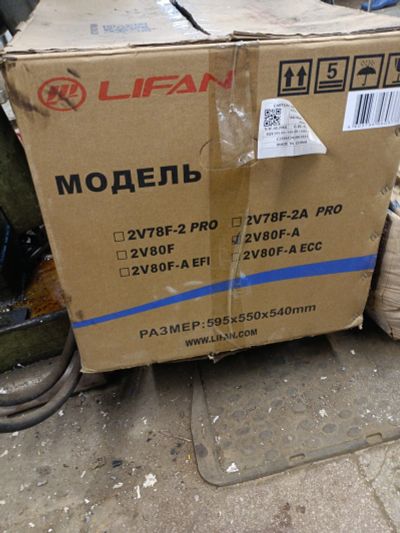 LIFAN
5
МОДЕЛЬ
2V78F-2 PRO
2V78F-2A PRO
2V80F
2V80F-A
2V80F-A EFI
2V80F-A ECC
РАЗМЕР:595x550x540mm
WWW.LIFAN.COM